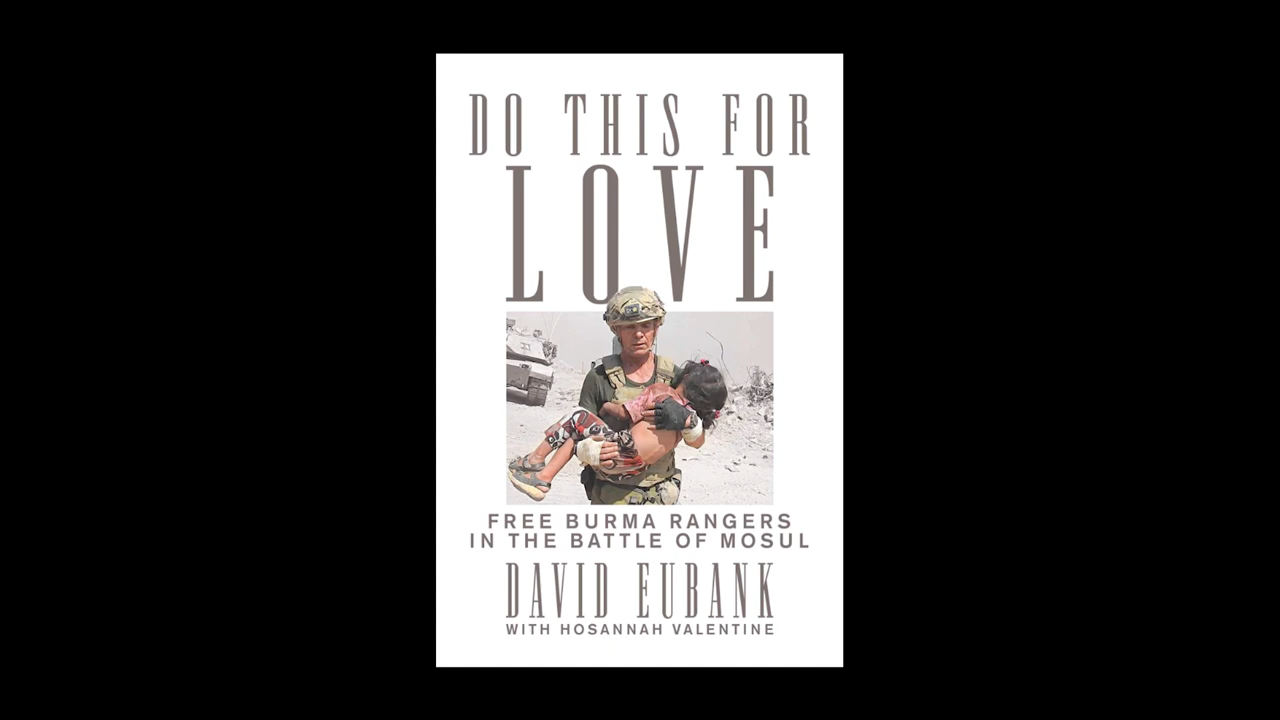 DO THIS FOR
LOVE
FREE BURMA RANGERS
IN THE BATTLE OF MOSUL
DAVID EUBANK
WITH HOSANNAH VALENTINE